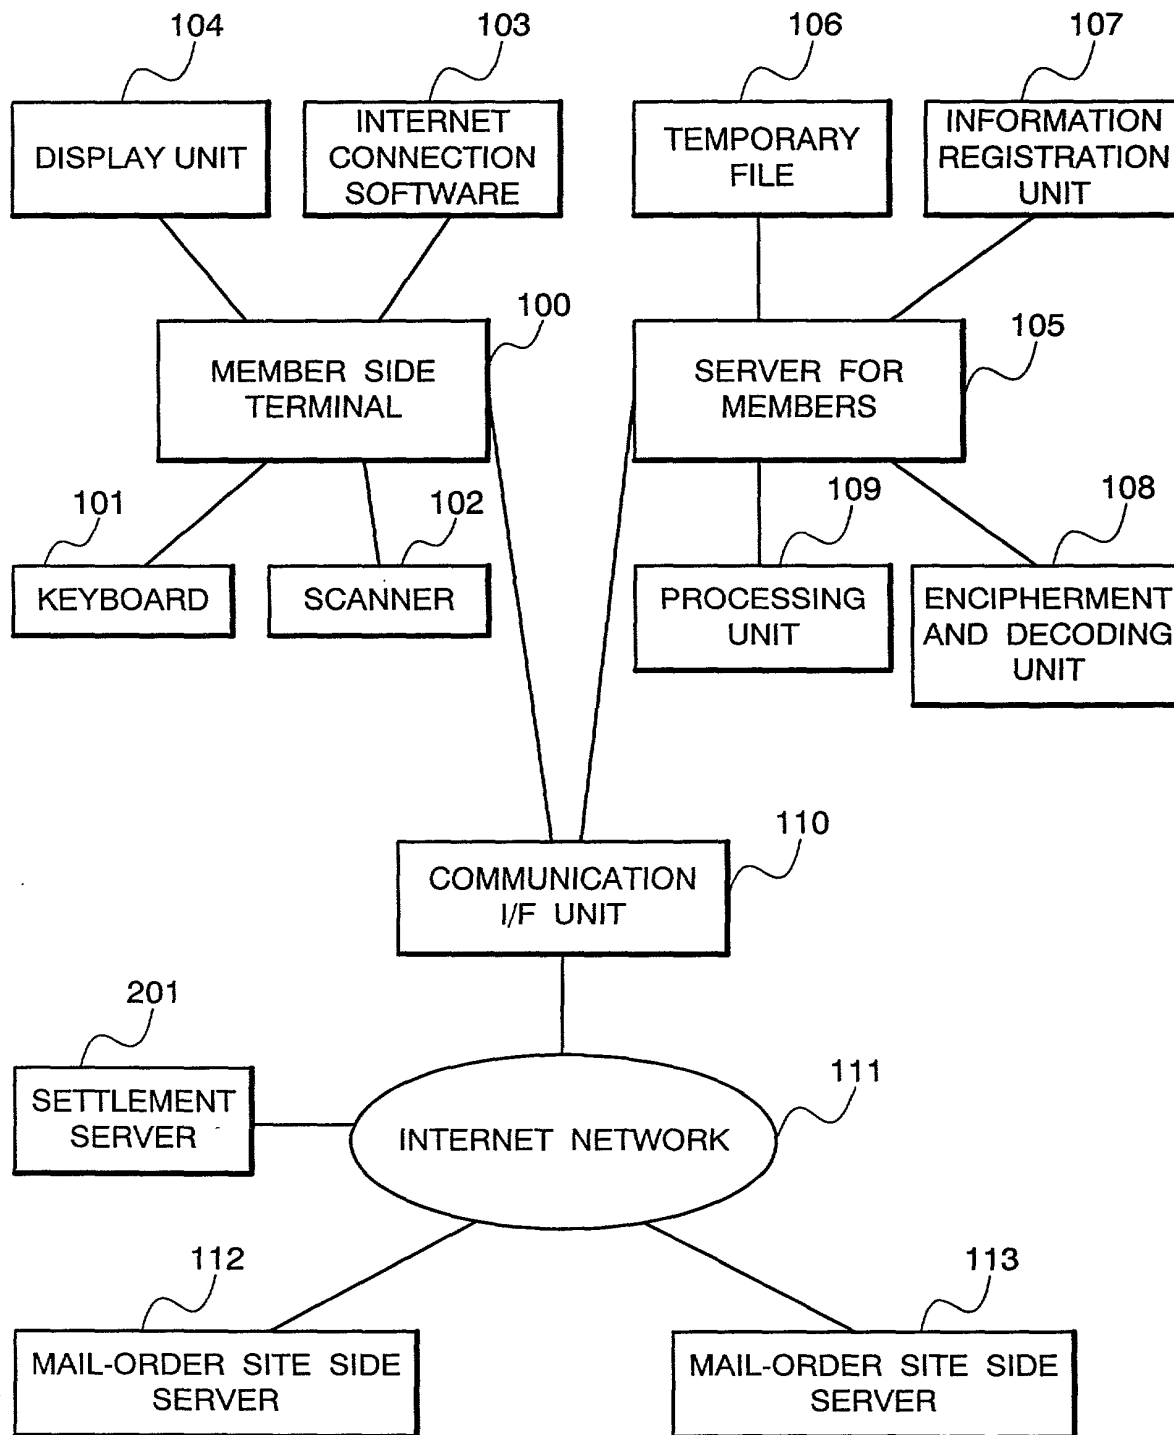 104
103
106
107
DISPLAY UNIT
INTERNET
CONNECTION
SOFTWARE
TEMPORARY
FILE
INFORMATION
REGISTRATION
UNIT
100
105
MEMBER SIDE
TERMINAL
SERVER FOR
MEMBERS
101
102
109
108
KEYBOARD
SCANNER
PROCESSING
UNIT
ENCIPHERMENT
AND DECODING
UNIT
110
COMMUNICATION
I/F UNIT
201
SETTLEMENT
SERVER
111
INTERNET NETWORK
112
113
MAIL-ORDER SITE SIDE
SERVER
MAIL-ORDER SITE SIDE
SERVER